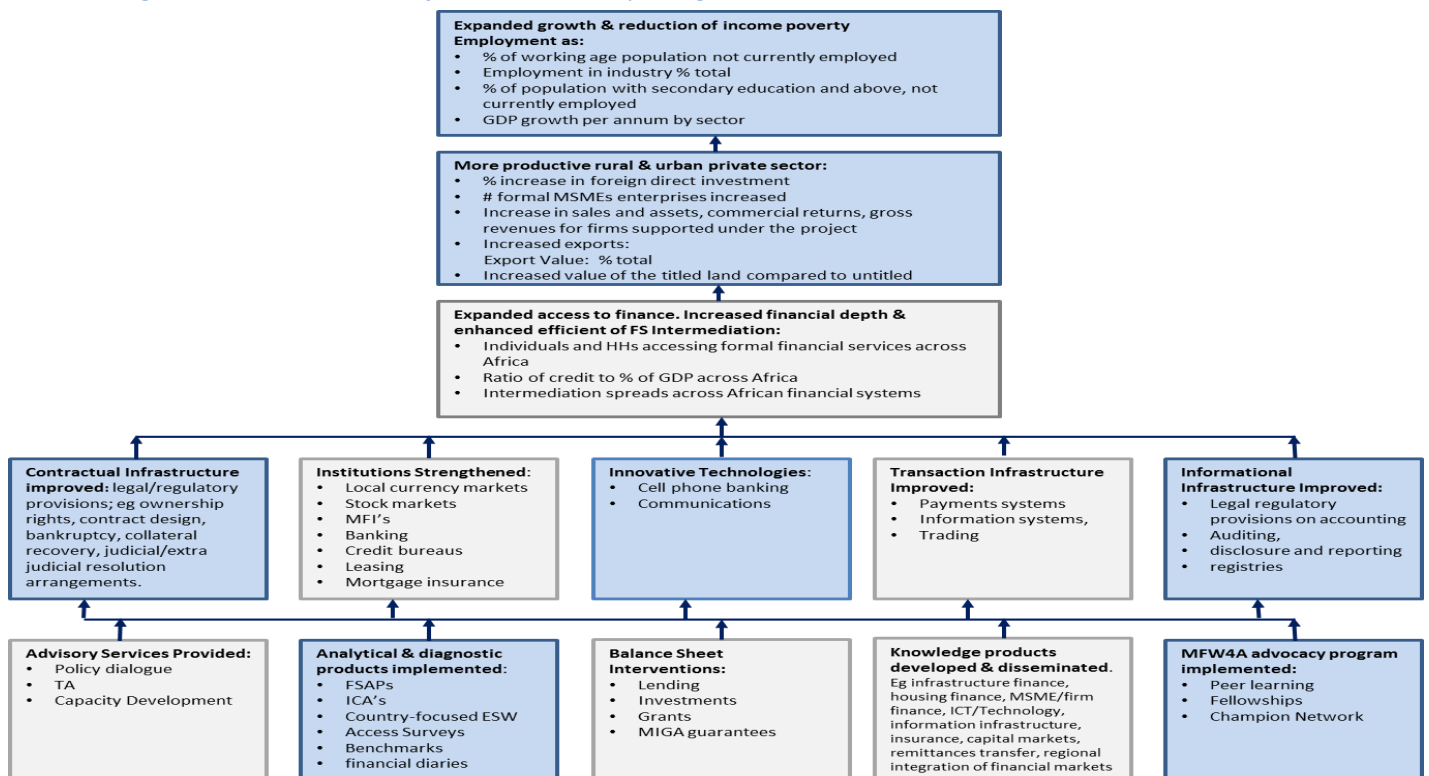 Expanded growth & reduction of income poverty
Employment as:
• % of working age population not currently employed
• Employment in industry % total
• % of population with secondary education and above, not
currently employed
• GDP growth per annum by sector
More productive rural & urban private sector:
• % increase in foreign direct investment
• # formal MSMEs enterprises increased
• Increase in sales and assets, commercial returns, gross
revenues for firms supported under the project
• Increased exports:
Export Value: % total
• Increased value of the titled land compared to untitled
Expanded access to finance. Increased financial depth &
enhanced efficient of FS Intermediation:
• Individuals and HHs accessing formal financial services across
Africa
• Ratio of credit to % of GDP across Africa
• Intermediation spreads across African financial systems
Contractual Infrastructure
improved: legal/regulatory
provisions; eg ownership
rights, contract design,
bankruptcy, collateral
recovery, judicial/extra
judicial resolution
arrangements.
Institutions Strengthened:
• Local currency markets
• Stock markets
• MFI's
• Banking
• Credit bureaus
• Leasing
• Mortgage insurance
Innovative Technologies:
• Cell phone banking
• Communications
Transaction Infrastructure
Improved:
• Payments systems
• Information systems,
• Trading
Informational
Infrastructure Improved:
• Legal regulatory
provisions on accounting
• Auditing,
• disclosure and reporting
• registries
Advisory Services Provided:
• Policy dialogue
• TA
• Capacity Development
Analytical & diagnostic
products implemented:
• FSAPs
• ICA's
• Country-focused ESW
• Access Surveys
• Benchmarks
• financial diaries
Balance Sheet
Interventions:
• Lending
• Investments
• Grants
• MIGA guarantees
Knowledge products
developed & disseminated.
Eg infrastructure finance,
housing finance, MSME/firm
finance, ICT/Technology,
information infrastructure,
insurance, capital markets,
remittances transfer, regional
integration of financial markets
MFW4A advocacy program
implemented:
• Peer learning
• Fellowships
• Champion Network